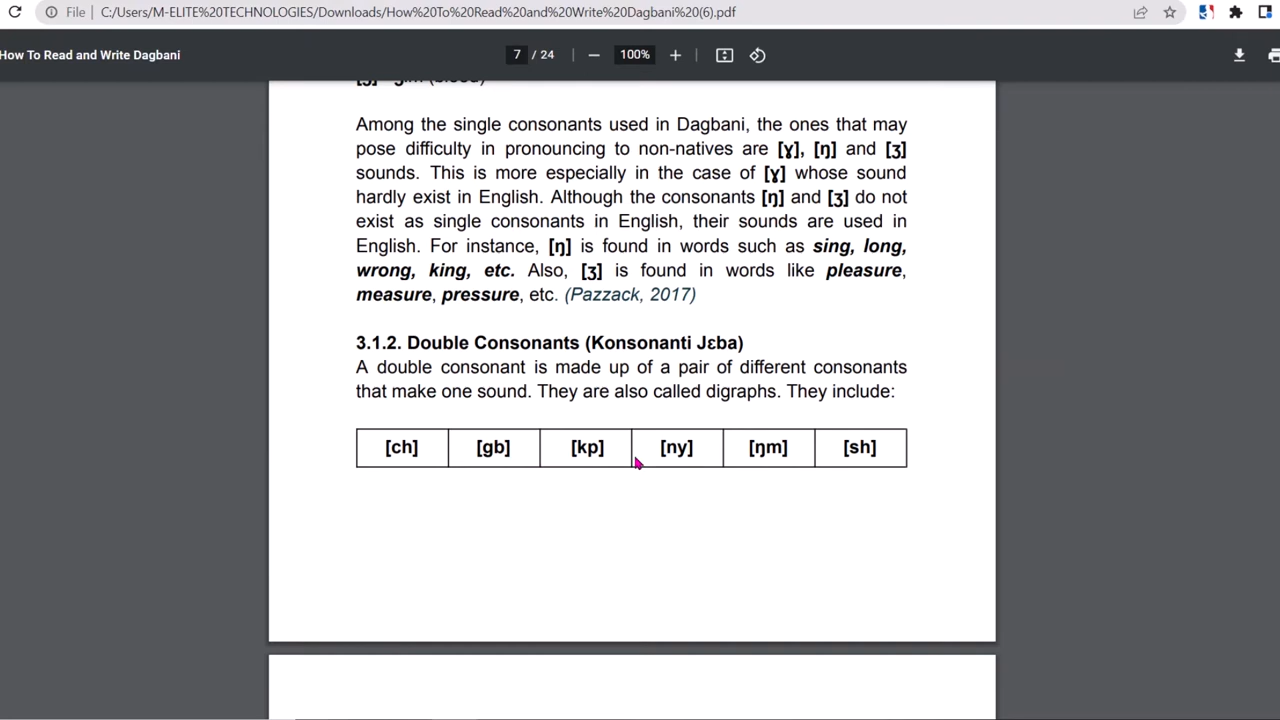 File C:/Users/M-ELITE%20TECHNOLOGIES/Downloads/How%20To%20Read%20and%20Write%20Dagbani%20(6).pdf
How To Read and Write Dagbani 7 / 24 100%
Among the single consonants used in Dagbani, the ones that may
pose difficulty in pronouncing to non-natives are [ɣ], [ŋ] and [ʒ]
sounds. This is more especially in the case of [ɣ] whose sound
hardly exist in English. Although the consonants [ŋ] and [ʒ] do not
exist as single consonants in English, their sounds are used in
English. For instance, [ŋ] is found in words such as sing, long,
wrong, king, etc. Also, [ʒ] is found in words like pleasure,
measure, pressure, etc. (Pazzack, 2017)
3.1.2. Double Consonants (Konsonanti Jɛba)
A double consonant is made up of a pair of different consonants
that make one sound. They are also called digraphs. They include:
[ch] [gb] [kp] [ny] [ŋm] [sh]